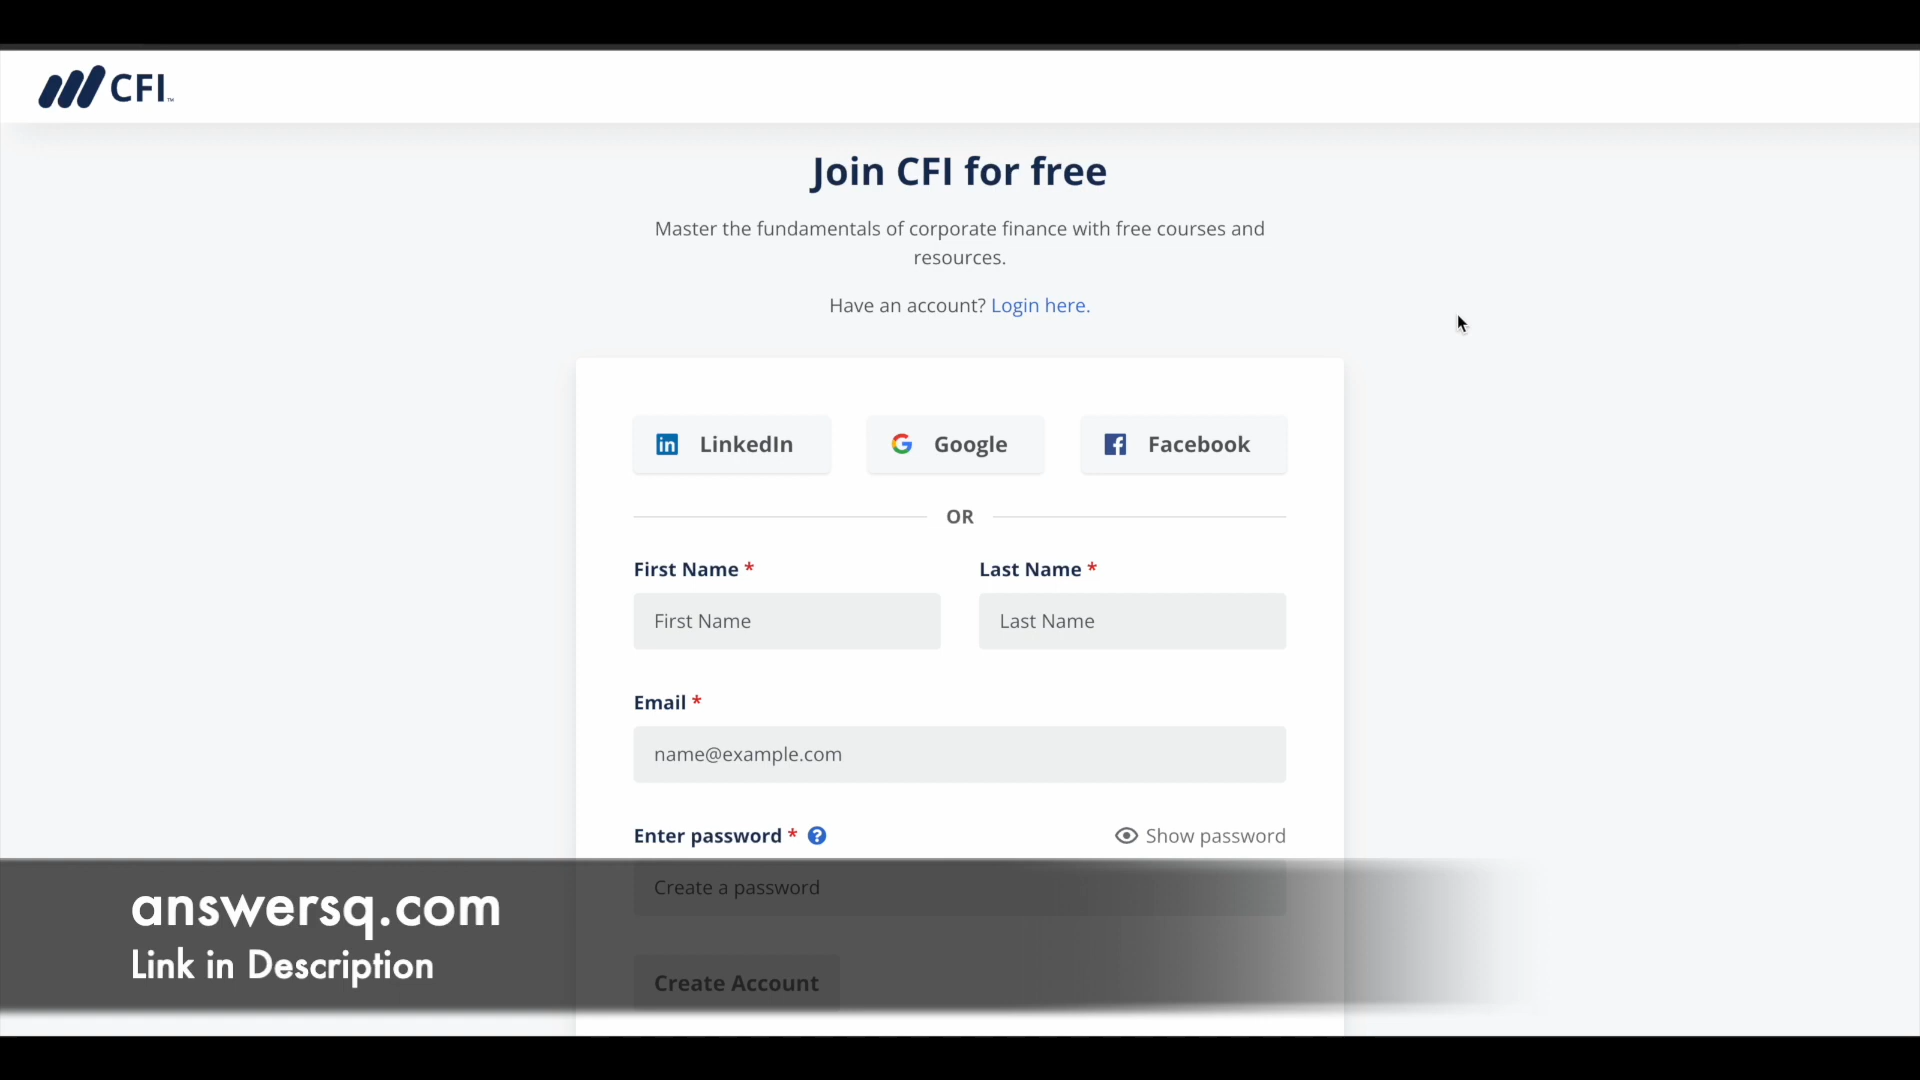 CFI™
Join CFI for free
Master the fundamentals of corporate finance with free courses and
resources.
Have an account? Login here.
LinkedIn
Google
Facebook
OR
First Name *
Last Name *
First Name
Last Name
Email *
name@example.com
Enter password * ?
Show password
Create a password
answersq.com
Link in Description
Create Account